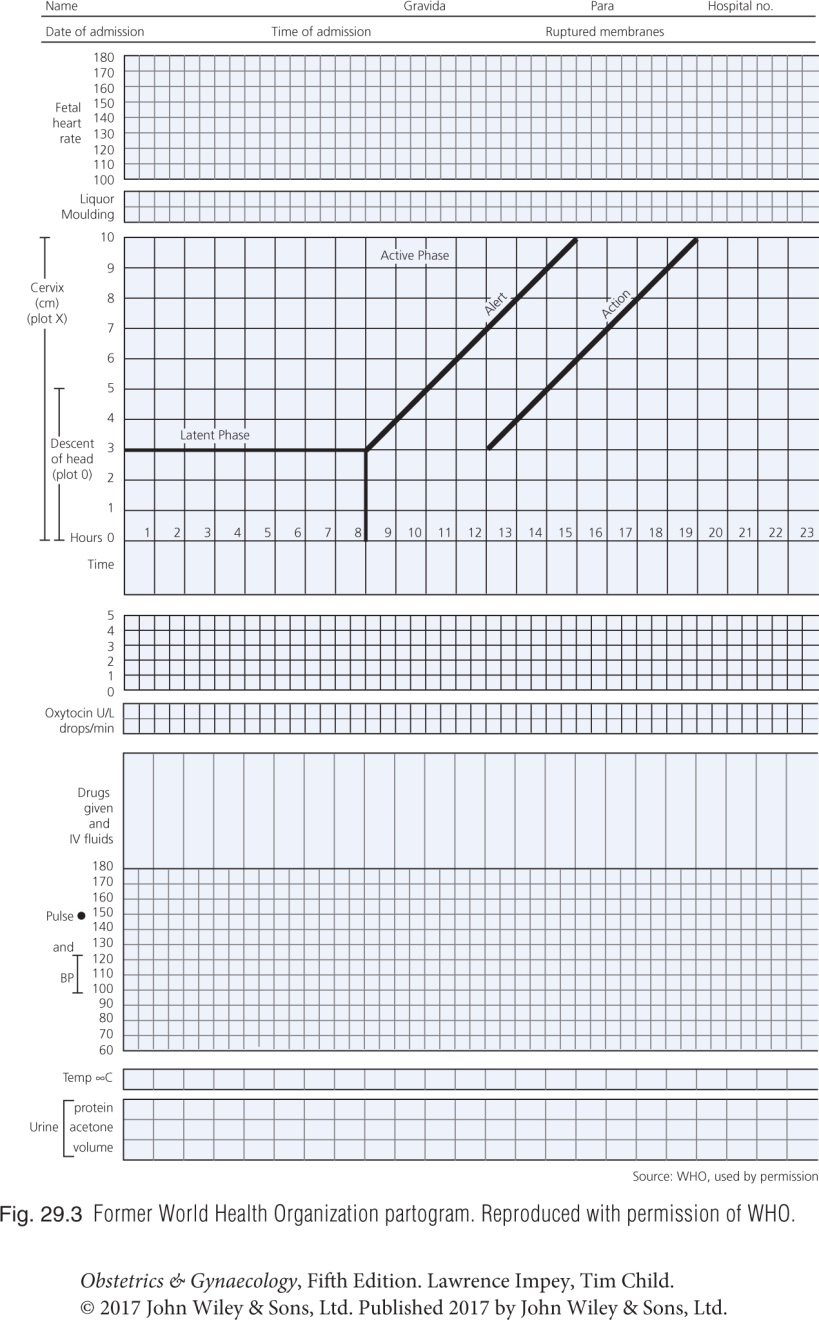 Name Gravida Para Hospital no.
Date of admission Time of admission Ruptured membranes
180
170
160
150
140
130
120
110
100
Fetal
heart
rate
Liquor
Moulding
10
9
8
7
6
5
4
3
2
1
Cervix
(cm)
(plot X)
Descent
of head
(plot 0)
Active Phase
Alert
Action
Latent Phase
Hours 0 1 2 3 4 5 6 7 8 9 10 11 12 13 14 15 16 17 18 19 20 21 22 23
Time
5
4
3
2
1
0
Oxytocin U/L
drops/min
Drugs
given
and
IV fluids
180
170
160
150
140
130
120
110
100
90
80
70
60
Pulse ●
and
BP
Temp ∞C
Urine
protein
acetone
volume
Source: WHO, used by permission
Fig. 29.3 Former World Health Organization partogram. Reproduced with permission of WHO.
Obstetrics & Gynaecology, Fifth Edition. Lawrence Impey, Tim Child.
© 2017 John Wiley & Sons, Ltd. Published 2017 by John Wiley & Sons, Ltd.